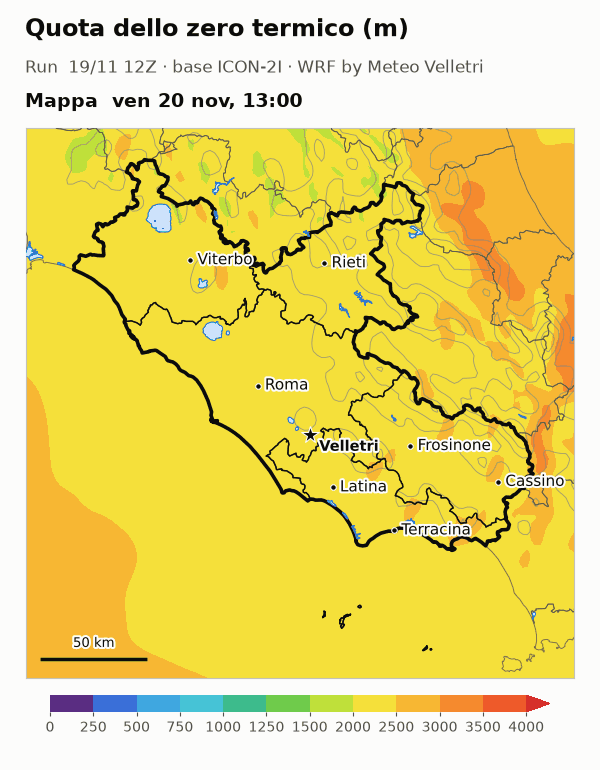 Quota dello zero termico (m)
Run  19/11 12Z · base ICON-2I · WRF by Meteo Velletri
Mappa  ven 20 nov, 13:00
Viterbo
Rieti
Roma
Velletri
Frosinone
Cassino
Latina
Terracina
50 km
0 250 500 750 1000 1250 1500 2000 2500 3000 3500 4000